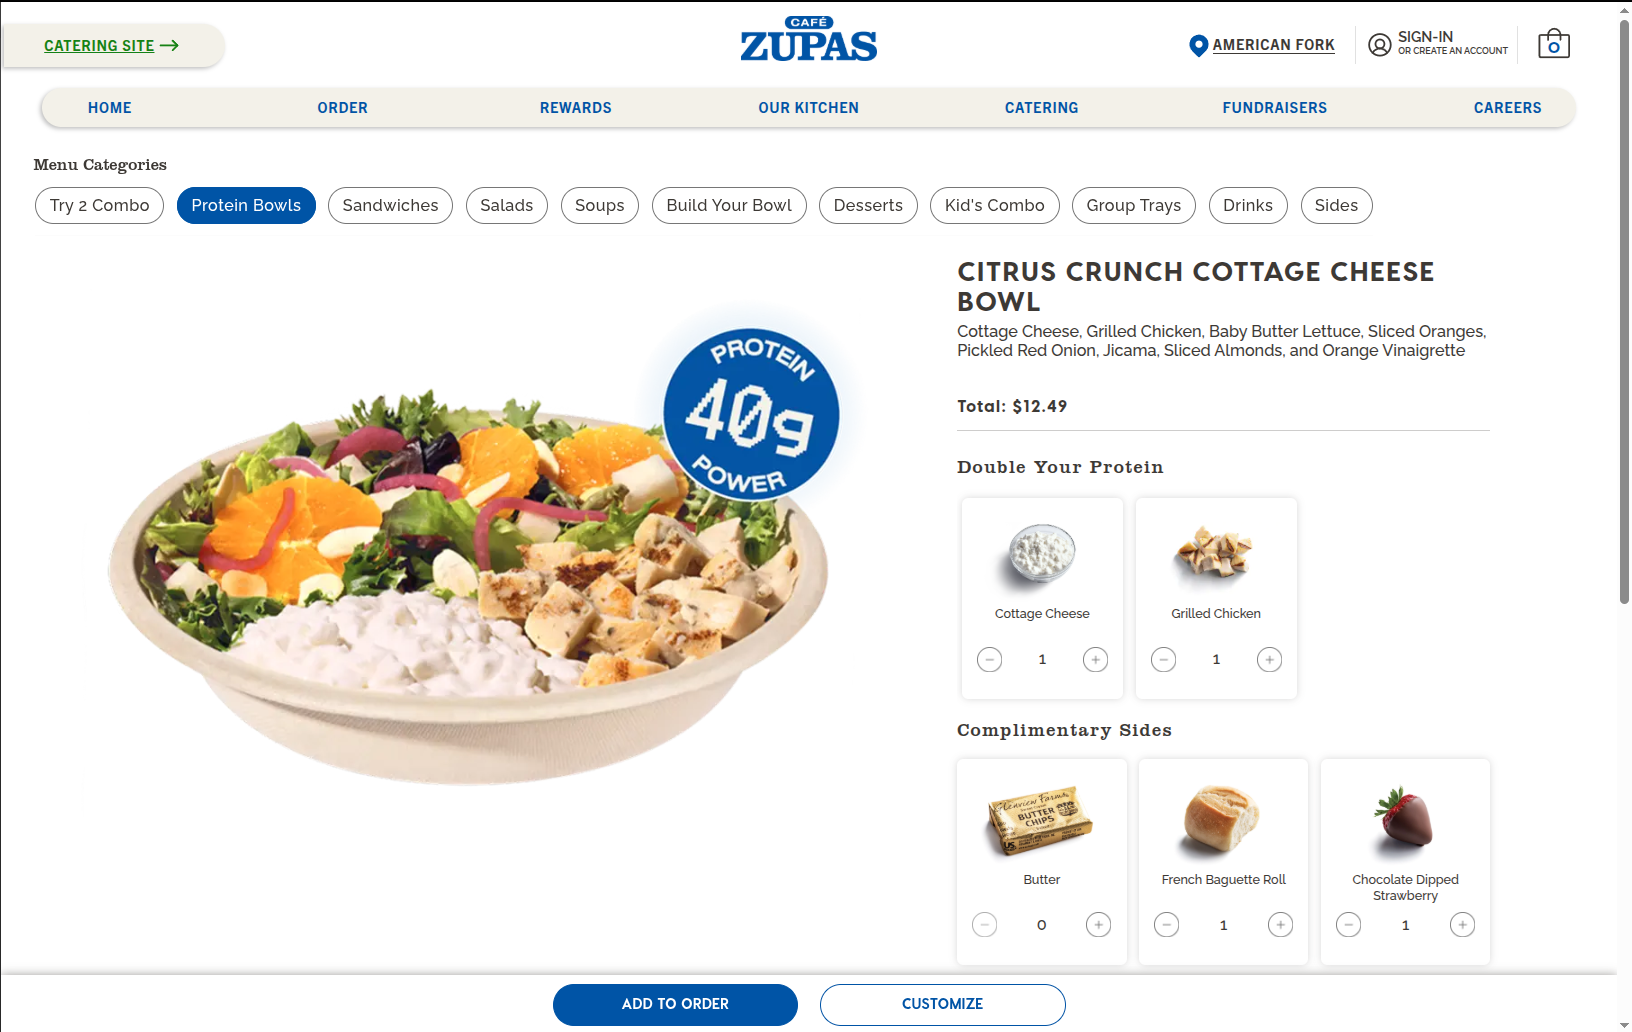 CATERING SITE
CAFÉ
ZUPAS
AMERICAN FORK
SIGN-IN
OR CREATE AN ACCOUNT
0
HOME ORDER REWARDS OUR KITCHEN CATERING FUNDRAISERS CAREERS
Menu Categories
Try 2 Combo Protein Bowls Sandwiches Salads Soups Build Your Bowl Desserts Kid's Combo Group Trays Drinks Sides
PROTEIN
40g
POWER
CITRUS CRUNCH COTTAGE CHEESE
BOWL
Cottage Cheese, Grilled Chicken, Baby Butter Lettuce, Sliced Oranges,
Pickled Red Onion, Jicama, Sliced Almonds, and Orange Vinaigrette
Total: $12.49
Double Your Protein
Cottage Cheese Grilled Chicken
1 1
Complimentary Sides
Glenview Farms
BUTTER
CHIPS
Butter French Baguette Roll Chocolate Dipped
Strawberry
0 1 1
ADD TO ORDER CUSTOMIZE